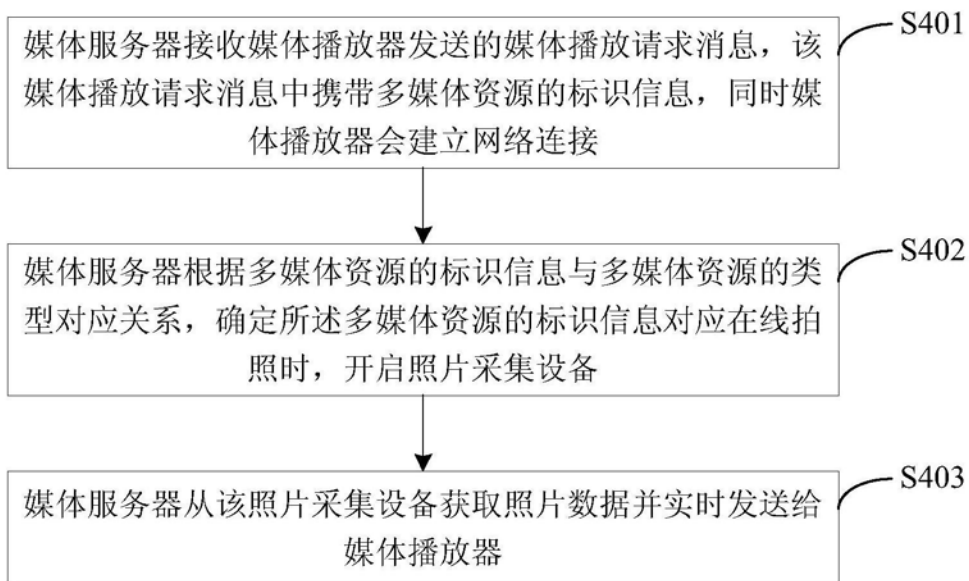 S401
媒体服务器接收媒体播放器发送的媒体播放请求消息，该
媒体播放请求消息中携带多媒体资源的标识信息，同时媒
体播放器会建立网络连接
S402
媒体服务器根据多媒体资源的标识信息与多媒体资源的类
型对应关系，确定所述多媒体资源的标识信息对应在线拍
照时，开启照片采集设备
S403
媒体服务器从该照片采集设备获取照片数据并实时发送给
媒体播放器